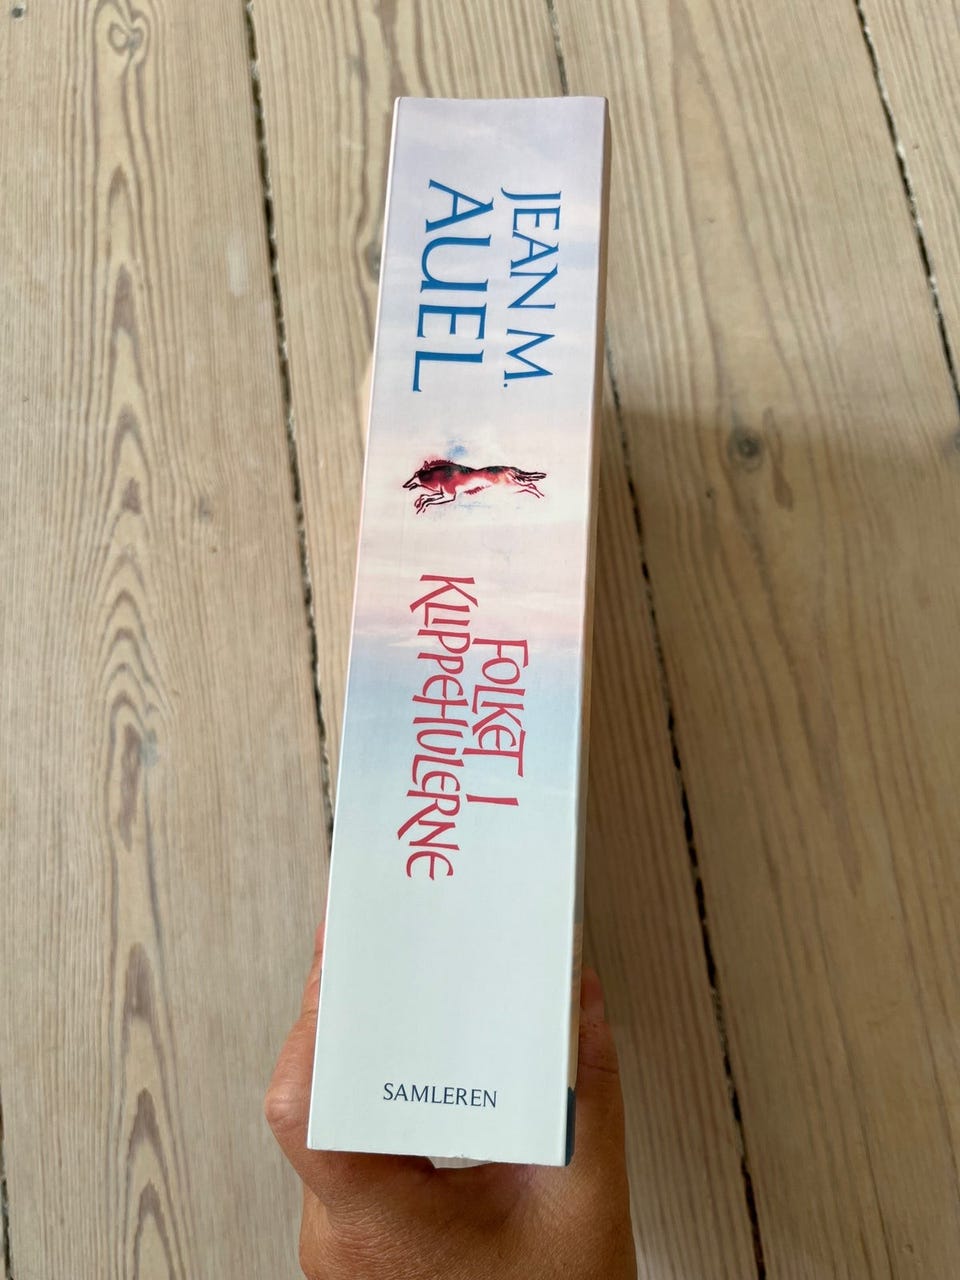 JEAN M.
AUEL
FOLKET I
KLIPPEHULERNE
SAMLEREN